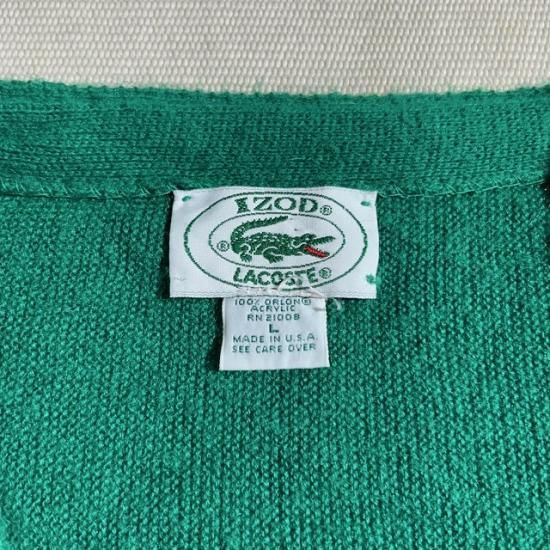 IZOD®
®
LACOSTE®
100% ORLON®
ACRYLIC
RN 21008
L
MADE IN U.S.A.
SEE CARE OVER